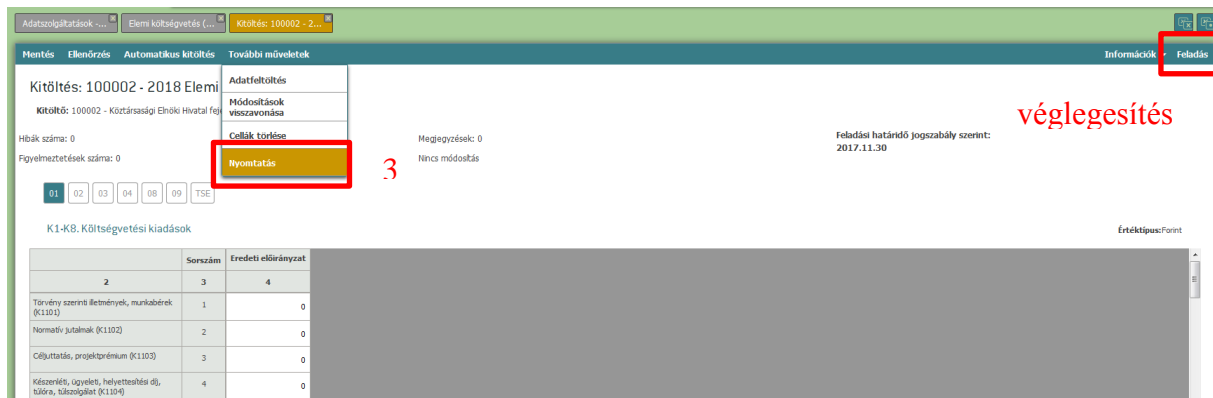 Adatszolgáltatások -...
Elemi költségvetés (...
Kitöltés: 100002 - 2...
Mentés Ellenőrzés Automatikus kitöltés További műveletek
Információk Feladás
Adatfeltöltés
Módosítások
visszavonása
Cellák törlése
Nyomtatás
3
véglegesítés
Kitöltés: 100002 - 2018 Elemi
Kitöltő: 100002 - Köztársasági Elnöki Hivatal
Hibák száma: 0
Megjegyzések: 0
Feladási határidő jogszabály szerint:
2017.11.30
Figyelmeztetések száma: 0
Nincs módosítás
01 02 03 04 08 09 TSE
K1-K8. Költségvetési kiadások
Értéktípus:Forint
Sorszám Eredeti előirányzat
2 3 4
Törvény szerinti illetmények, munkabérek
(K1101)
1 0
Normatív jutalmak (K1102)
2 0
Céljuttatás, projektprémium (K1103)
3 0
Készenléti, ügyeleti, helyettesítési díj,
túlóra, túlszolgálat (K1104)
4 0